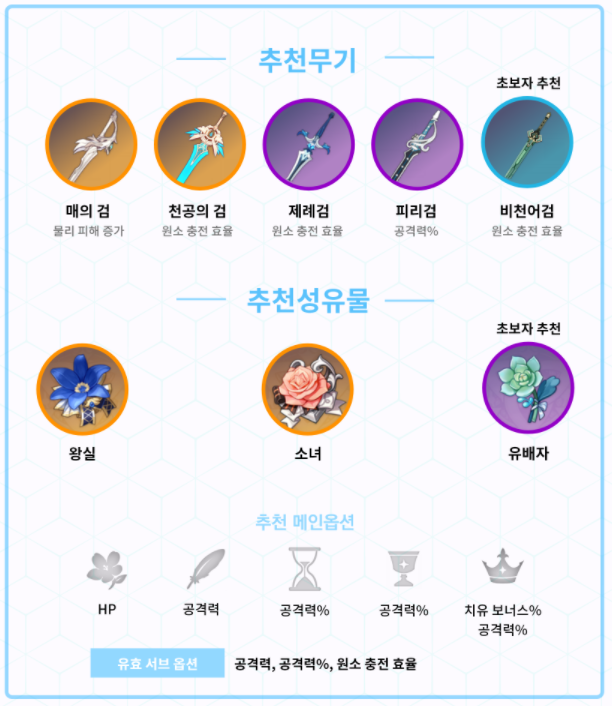 추천무기
초보자 추천
매의 검
물리 피해 증가
천공의 검
원소 충전 효율
제례검
원소 충전 효율
피리검
공격력%
비천어검
원소 충전 효율
추천성유물
초보자 추천
왕실
소녀
유배자
추천 메인옵션
HP
공격력
공격력%
공격력%
치유 보너스%
공격력%
유효 서브 옵션
공격력, 공격력%, 원소 충전 효율